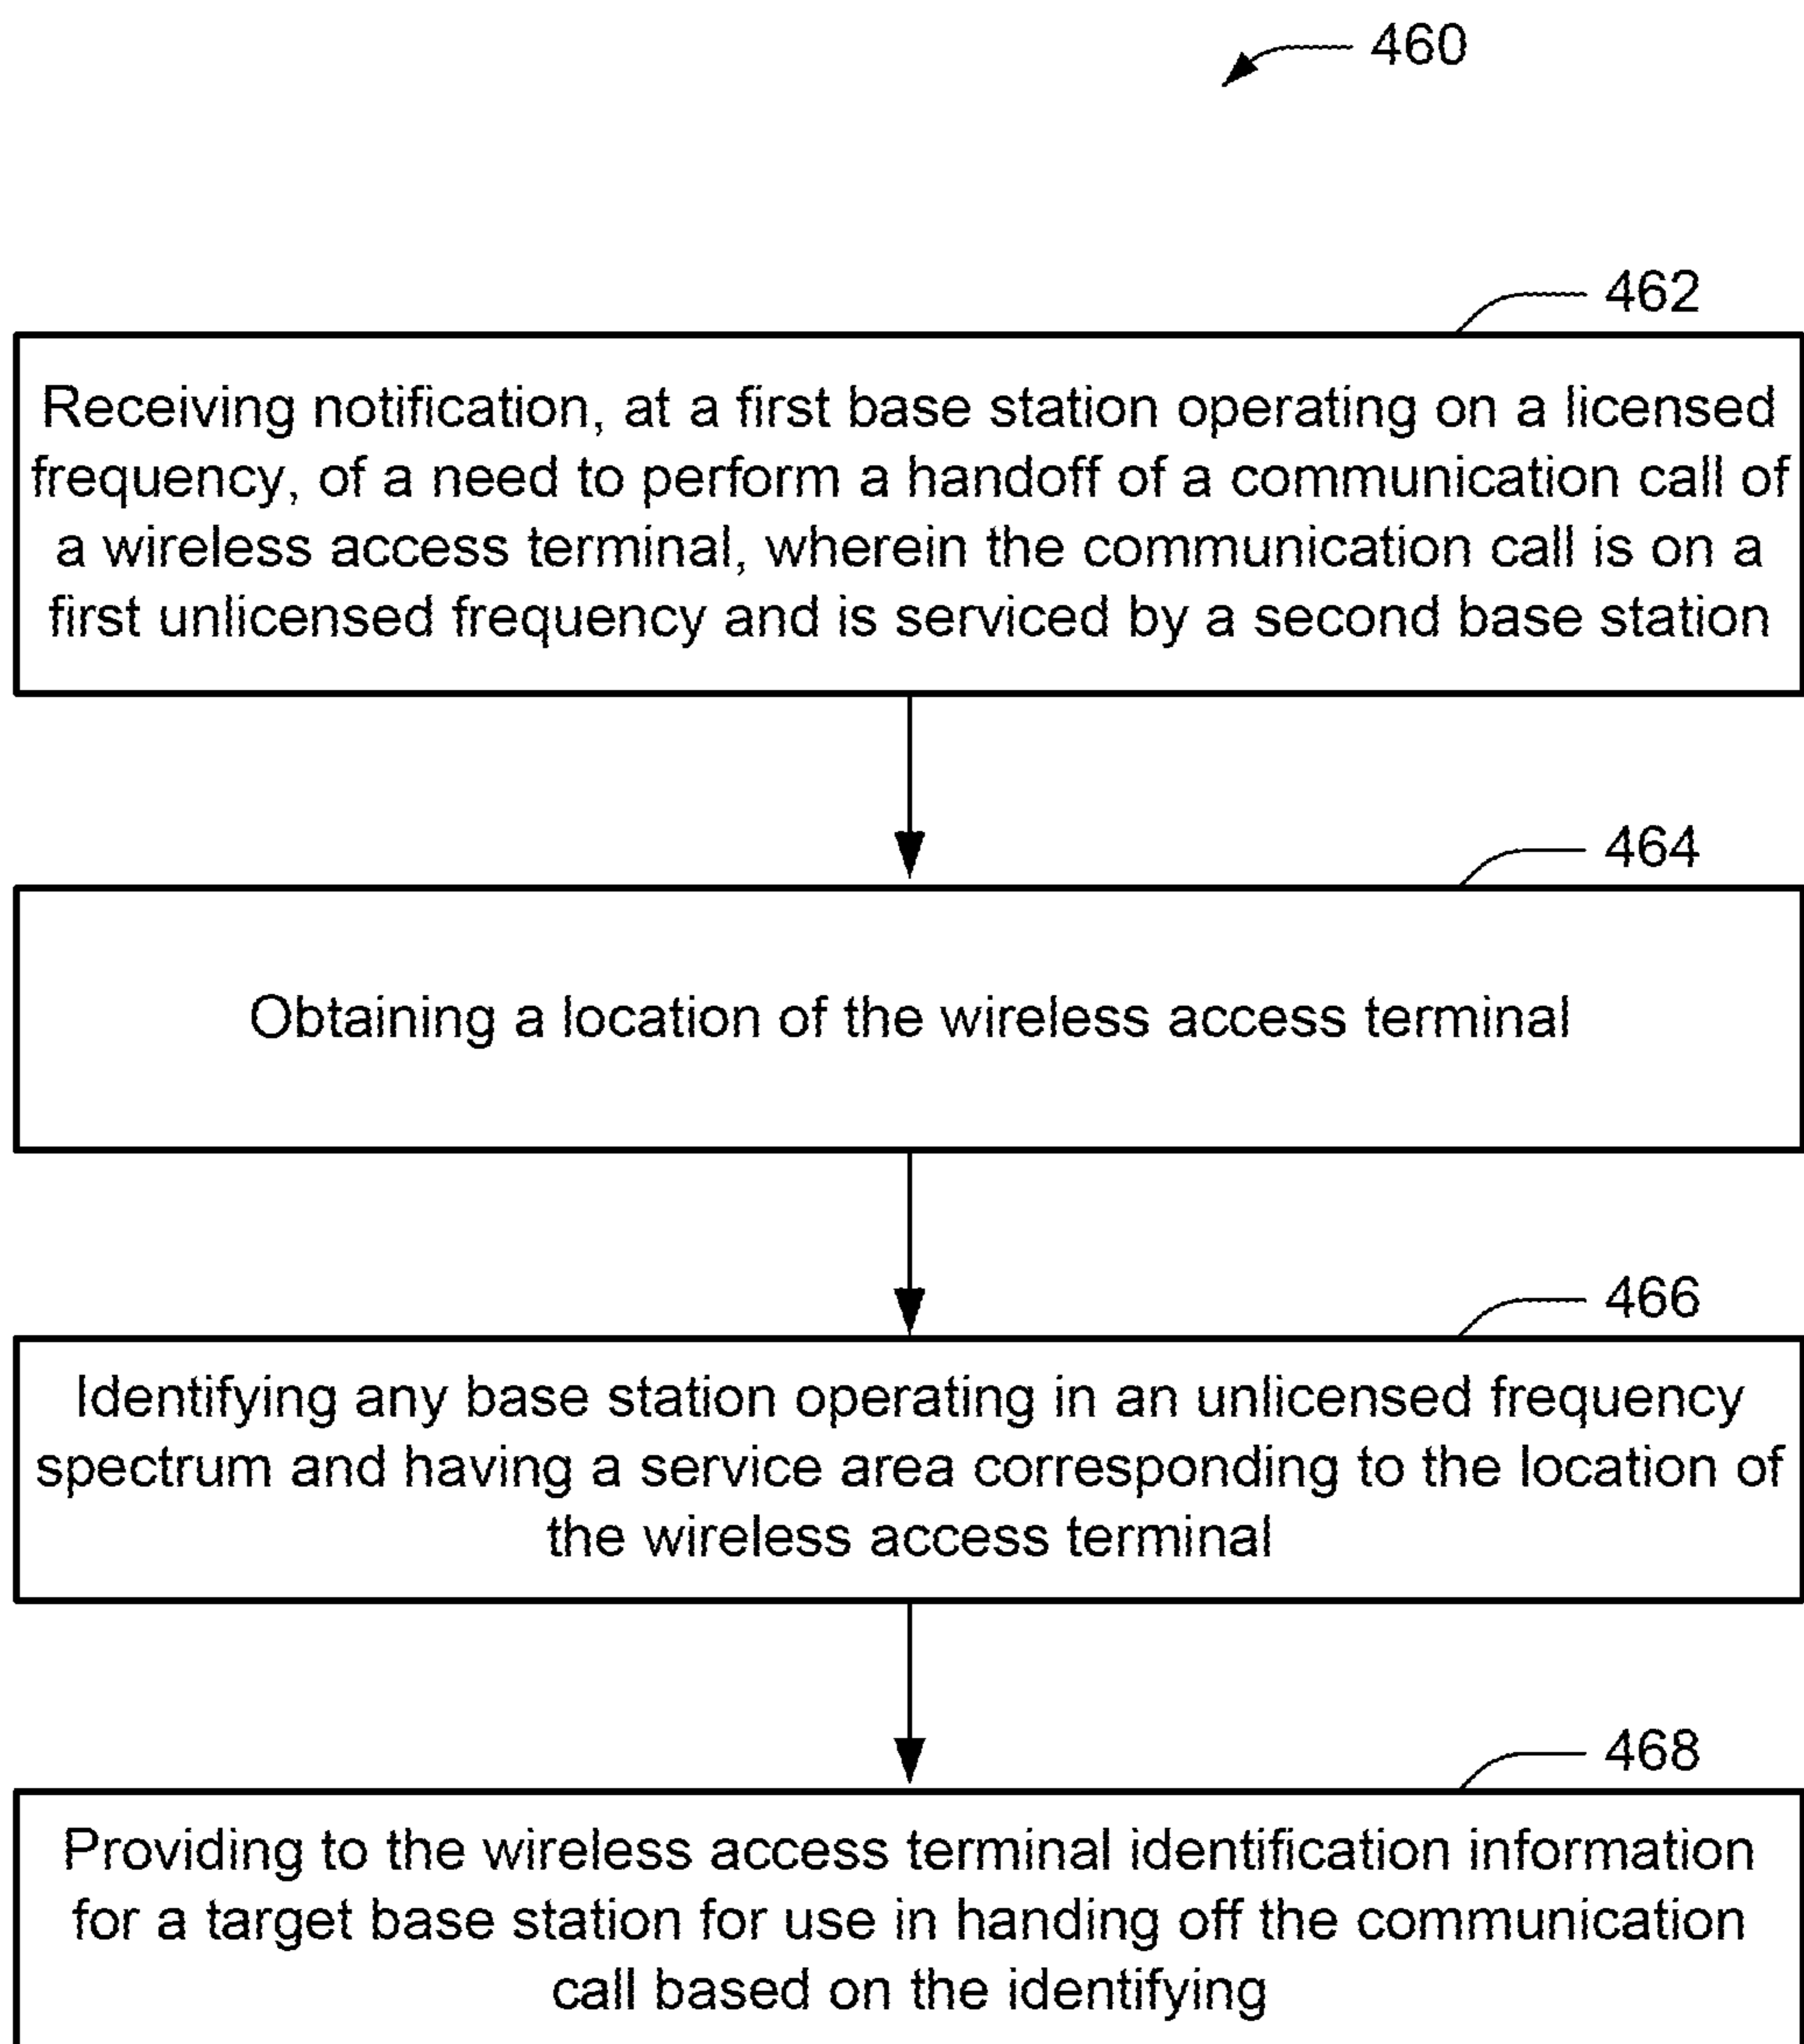 460
462
Receiving notification, at a first base station operating on a licensed
frequency, of a need to perform a handoff of a communication call of
a wireless access terminal, wherein the communication call is on a
first unlicensed frequency and is serviced by a second base station
464
Obtaining a location of the wireless access terminal
466
Identifying any base station operating in an unlicensed frequency
spectrum and having a service area corresponding to the location of
the wireless access terminal
468
Providing to the wireless access terminal identification information
for a target base station for use in handing off the communication
call based on the identifying